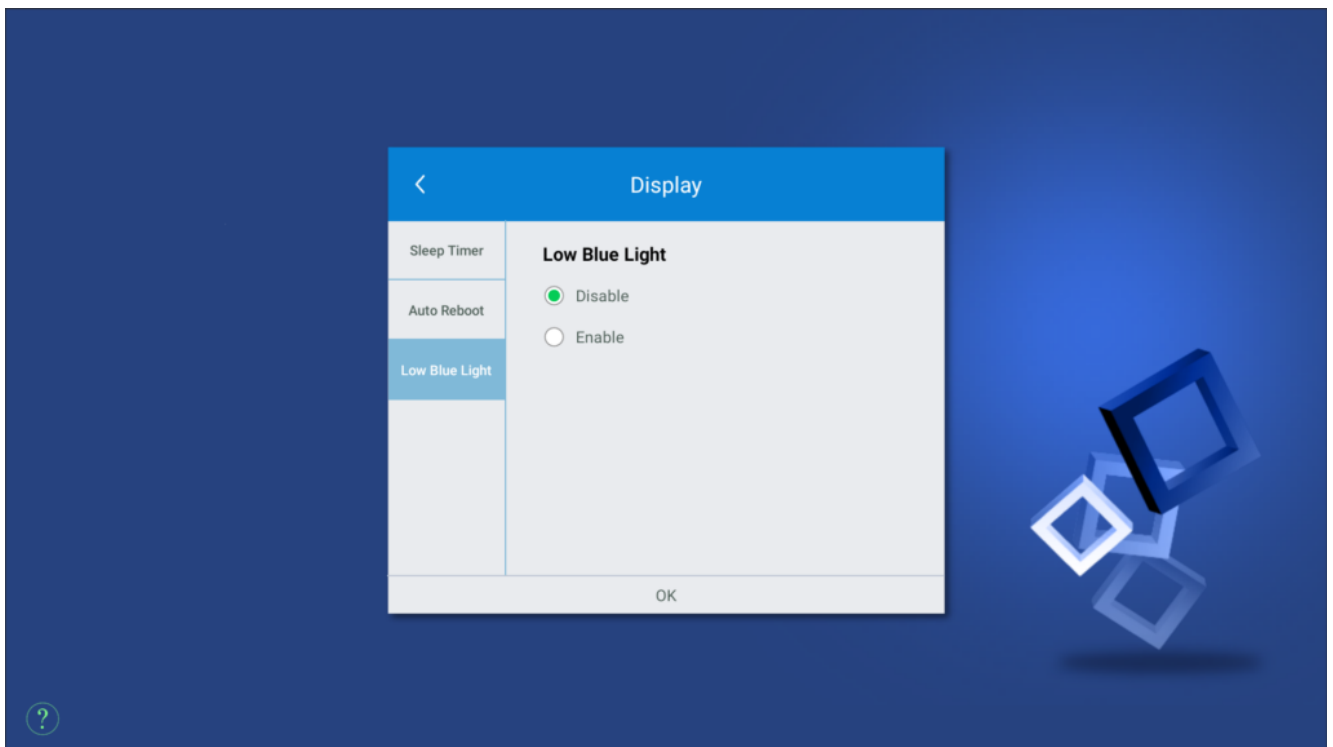 Display
Sleep Timer
Auto Reboot
Low Blue Light
Low Blue Light
Disable
Enable
OK
?